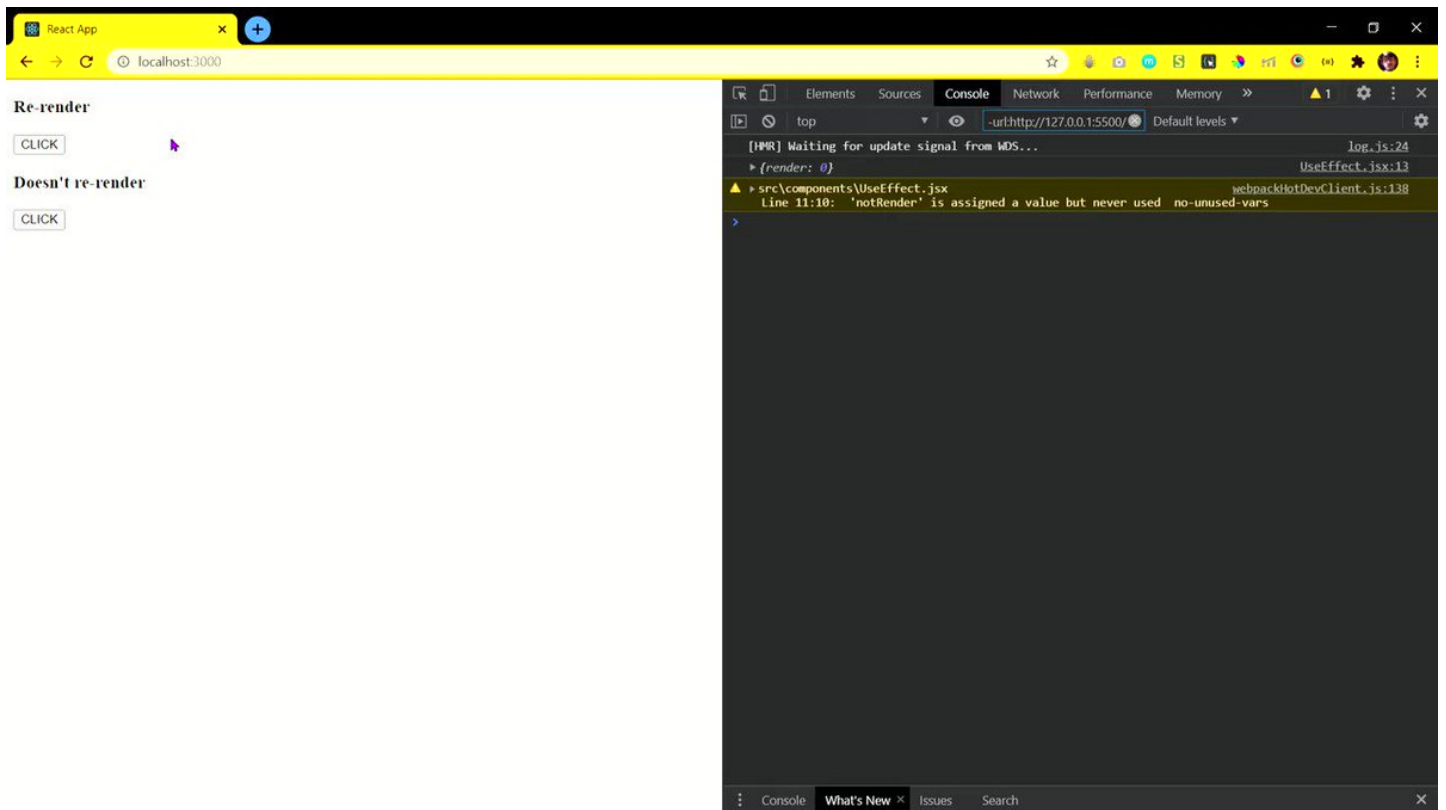 React App
localhost:3000
Re-render
CLICK
Doesn't re-render
CLICK
Elements Sources Console Network Performance Memory » 1
top -url:http://127.0.0.1:5500/ Default levels
[HMR] Waiting for update signal from WDS... log.js:24
{render: 0} UseEffect.jsx:13
src\components\UseEffect.jsx webpackHotDevClient.js:138
Line 11:10: 'notRender' is assigned a value but never used no-unused-vars
Console What's New × Issues Search